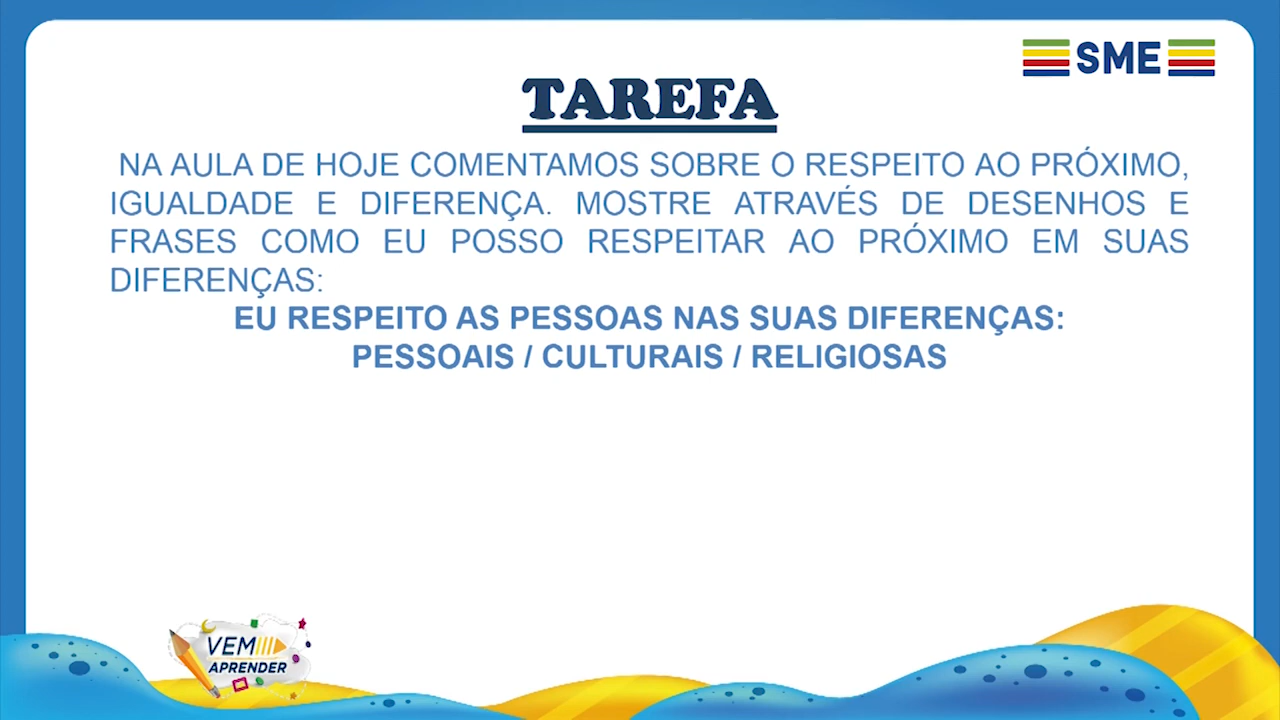 SME
TAREFA
NA AULA DE HOJE COMENTAMOS SOBRE O RESPEITO AO PRÓXIMO,
IGUALDADE E DIFERENÇA. MOSTRE ATRAVÉS DE DESENHOS E
FRASES COMO EU POSSO RESPEITAR AO PRÓXIMO EM SUAS
DIFERENÇAS:
EU RESPEITO AS PESSOAS NAS SUAS DIFERENÇAS:
PESSOAIS / CULTURAIS / RELIGIOSAS
VEM
APRENDER